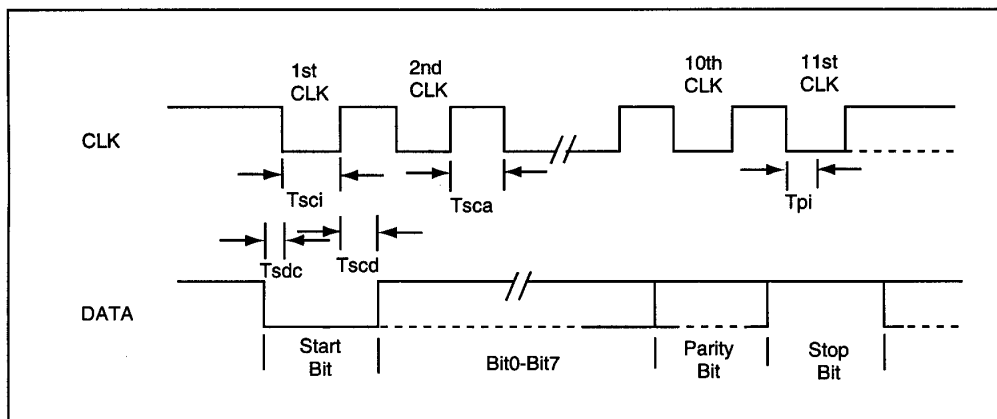 1st
CLK
2nd
CLK
10th
CLK
11st
CLK
CLK
Tsci
Tsca
Tpi
Tsdc
Tscd
DATA
Start
Bit
Bit0-Bit7
Parity
Bit
Stop
Bit